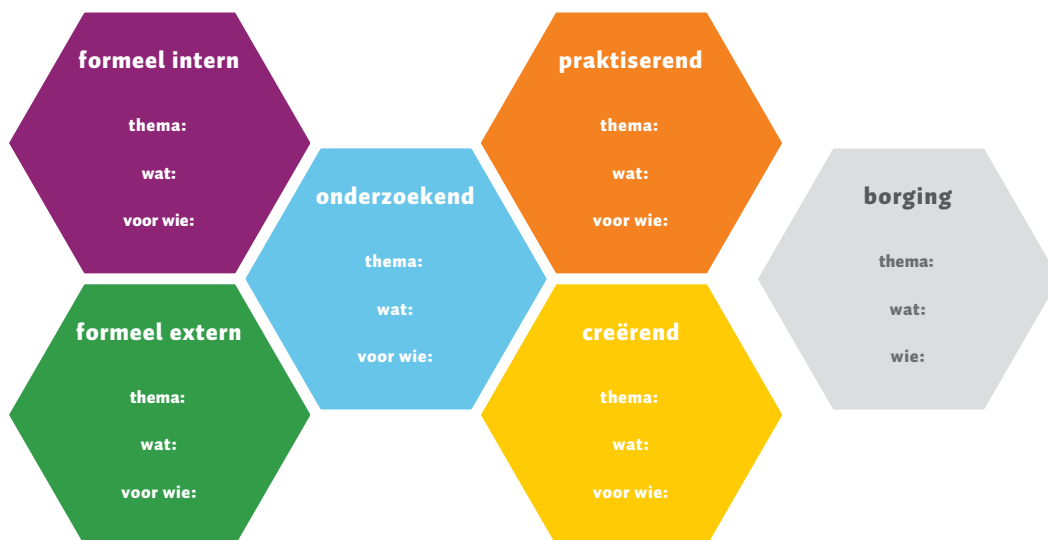 formeel intern
thema:
wat:
voor wie:
praktiserend
thema:
wat:
voor wie:
onderzoekend
thema:
wat:
voor wie:
borging
thema:
wat:
wie:
formeel extern
thema:
wat:
voor wie:
creërend
thema:
wat:
voor wie: